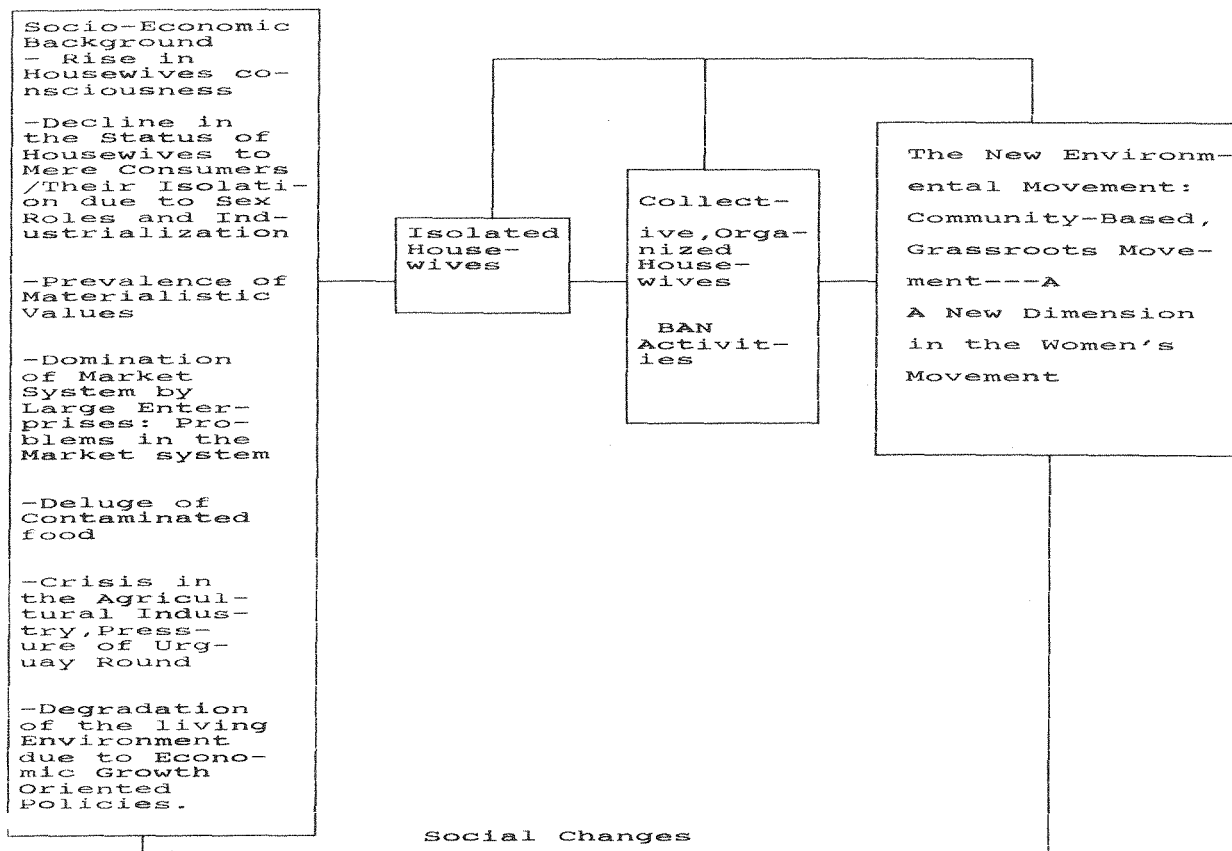 Socio-Economic
Background
- Rise in
Housewives co-
nsciousness
-Decline in
the Status of
Housewives to
Mere Consumers
/Their Isolati-
on due to Sex
Roles and Ind-
ustrialization
-Prevalence of
Materialistic
Values
-Domination
of Market
System by
Large Enter-
prises: Pro-
blems in the
Market system
-Deluge of
Contaminated
food
-Crisis in
the Agricul-
tural Indus-
try,Press-
ure of Urg-
uay Round
-Degradation
of the living
Environment
due to Econo-
mic Growth
Oriented
Policies.
Isolated
House-
wives
Collect-
ive,Orga-
nized
House-
wives
BAN
Activit-
ies
The New Environm-
ental Movement:
Community-Based,
Grassroots Move-
ment---A
A New Dimension
in the Women's
Movement
Social Changes